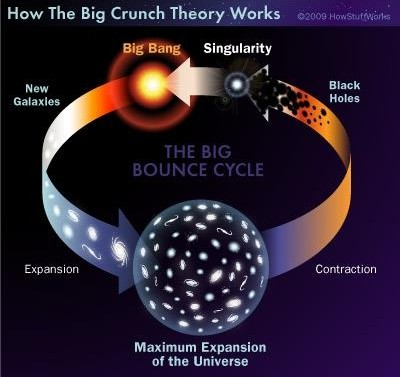 How The Big Crunch Theory Works
©2009 HowStuffWorks
Big Bang
Singularity
New
Galaxies
Black
Holes
THE BIG
BOUNCE CYCLE
Expansion
Contraction
Maximum Expansion
of the Universe